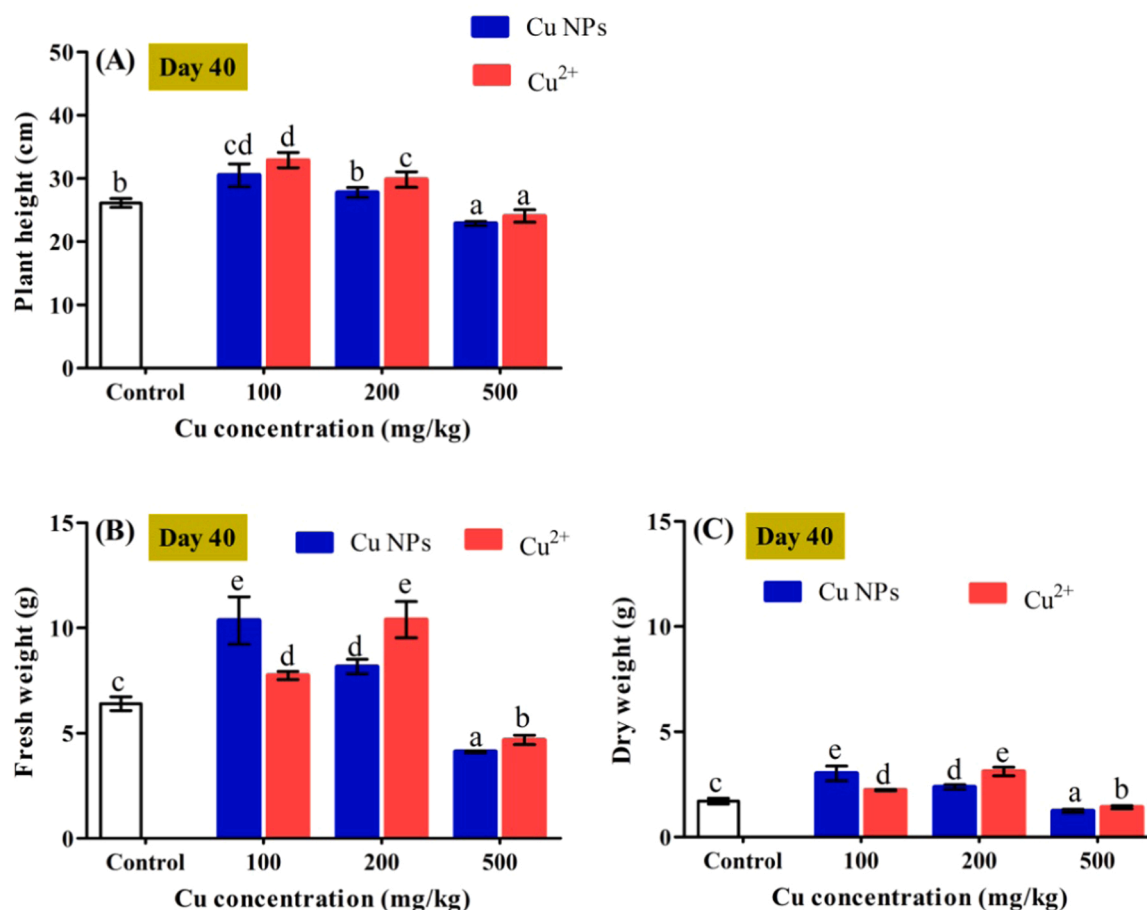 Cu NPs
Cu²⁺
(A) Day 40
50
40
30
20
10
0
Plant height (cm)
b cd d b c a a
Control 100 200 500
Cu concentration (mg/kg)
(B) Day 40 Cu NPs Cu²⁺
15
10
5
0
Fresh weight (g)
c e d d e a b
Control 100 200 500
Cu concentration (mg/kg)
(C) Day 40
Cu NPs Cu²⁺
15
10
5
0
Dry weight (g)
c e d d e a b
Control 100 200 500
Cu concentration (mg/kg)